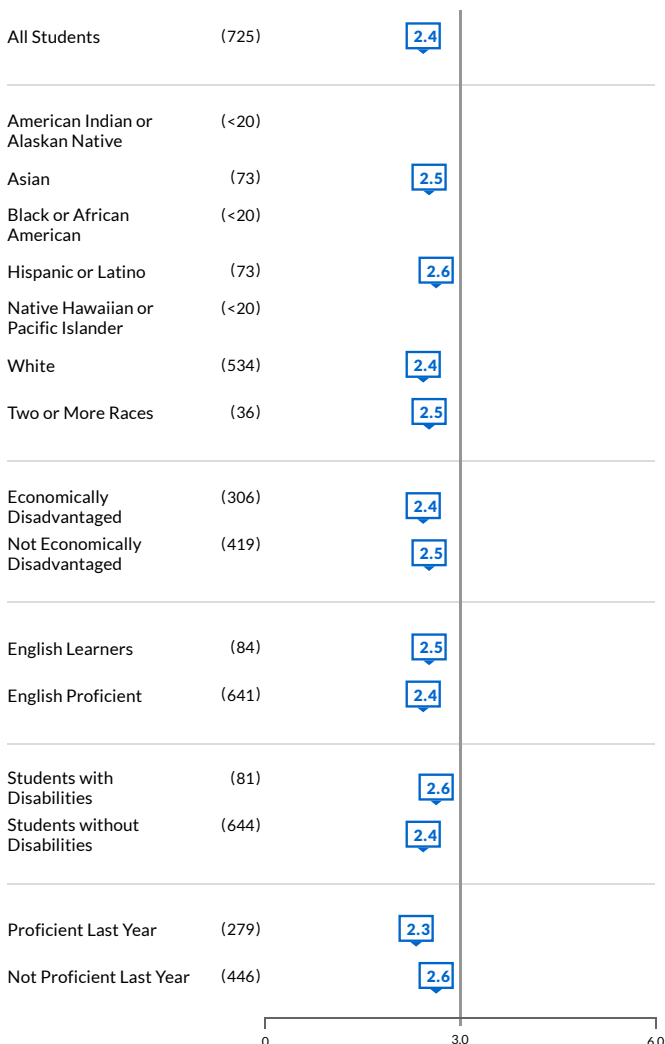 All Students (725) 2.4
American Indian or (<20)
Alaskan Native
Asian (73) 2.5
Black or African (<20)
American
Hispanic or Latino (73) 2.6
Native Hawaiian or (<20)
Pacific Islander
White (534) 2.4
Two or More Races (36) 2.5
Economically (306) 2.4
Disadvantaged
Not Economically (419) 2.5
Disadvantaged
English Learners (84) 2.5
English Proficient (641) 2.4
Students with (81) 2.6
Disabilities
Students without (644) 2.4
Disabilities
Proficient Last Year (279) 2.3
Not Proficient Last Year (446) 2.6
0 3.0 6.0